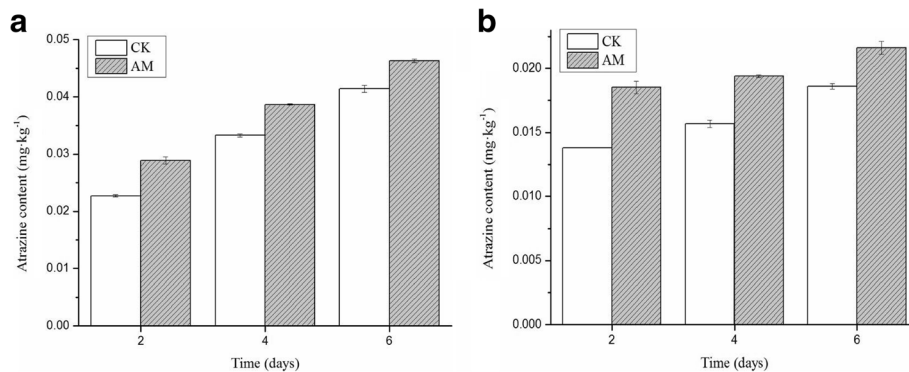 a
CK
AM
0.05
0.04
0.03
0.02
0.01
0.00
Atrazine content (mg·kg⁻¹)
2 4 6
Time (days)
b
CK
AM
0.020
0.015
0.010
0.005
0.000
Atrazine content (mg·kg⁻¹)
2 4 6
Time (days)